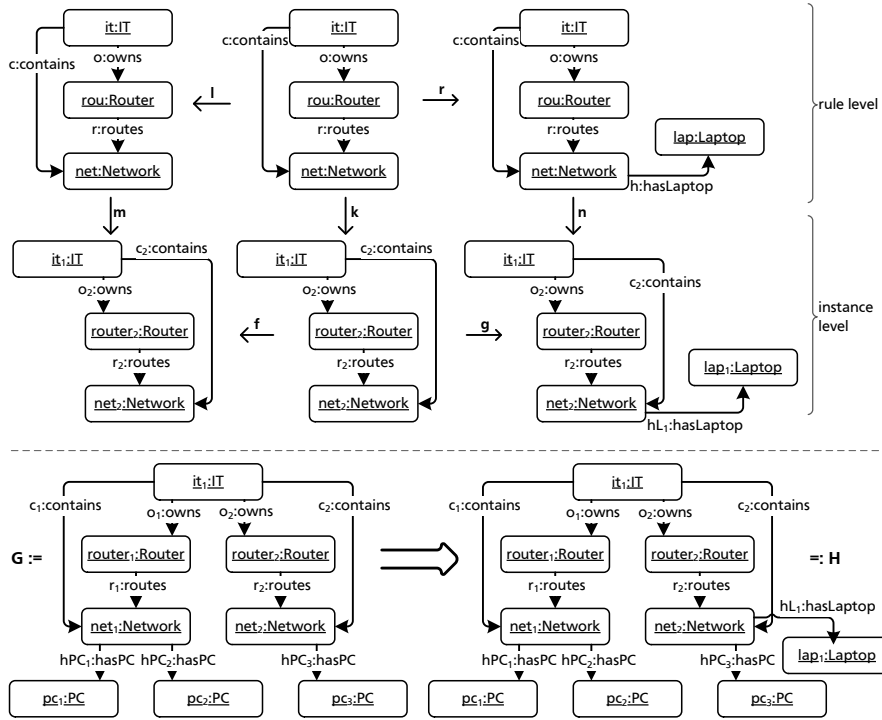 it:IT it:IT it:IT
c:contains c:contains c:contains
o:owns o:owns o:owns
l r
rou:Router rou:Router rou:Router
rule level
r:routes r:routes r:routes
lap:Laptop
net:Network net:Network net:Network
h:hasLaptop
m k n
it₁:IT c₂:contains it₁:IT c₂:contains it₁:IT
c₂:contains
o₂:owns o₂:owns o₂:owns
instance
level
f g
router₂:Router router₂:Router router₂:Router
r₂:routes r₂:routes r₂:routes
lap₁:Laptop
net₂:Network net₂:Network net₂:Network
hL₁:hasLaptop
it₁:IT it₁:IT
c₁:contains c₂:contains c₁:contains c₂:contains
o₁:owns o₂:owns o₁:owns o₂:owns
G := router₁:Router router₂:Router router₁:Router router₂:Router =: H
r₁:routes r₂:routes r₁:routes r₂:routes
hL₁:hasLaptop
net₁:Network net₂:Network net₁:Network net₂:Network
hPC₁:hasPC hPC₂:hasPC hPC₃:hasPC hPC₁:hasPC hPC₂:hasPC hPC₃:hasPC
lap₁:Laptop
pc₁:PC pc₂:PC pc₃:PC pc₁:PC pc₂:PC pc₃:PC